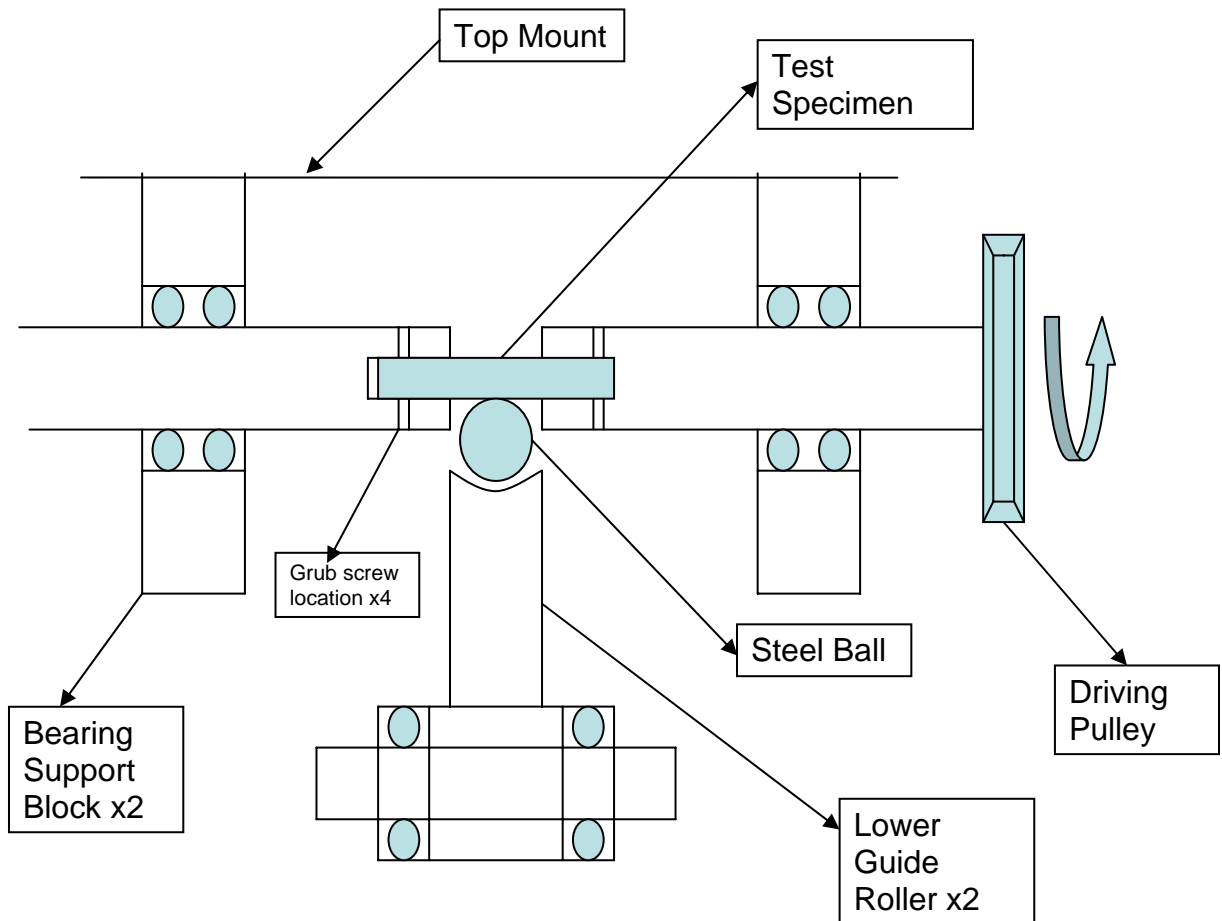 Top Mount
Test
Specimen
Grub screw
location x4
Steel Ball
Bearing
Support
Block x2
Driving
Pulley
Lower
Guide
Roller x2